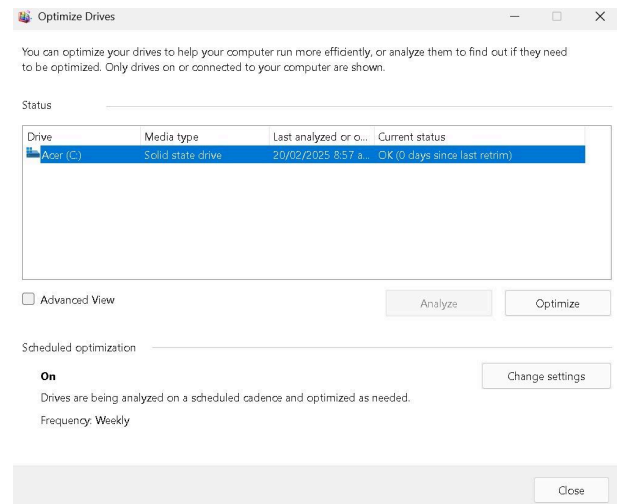 Optimize Drives
You can optimize your drives to help your computer run more efficiently, or analyze them to find out if they need
to be optimized. Only drives on or connected to your computer are shown.
Status
Drive Media type Last analyzed or o... Current status
Acer (C:) Solid state drive 20/02/2025 8:57 a... OK (0 days since last retrim)
Advanced View
Analyze Optimize
Scheduled optimization
On
Change settings
Drives are being analyzed on a scheduled cadence and optimized as needed.
Frequency: Weekly
Close